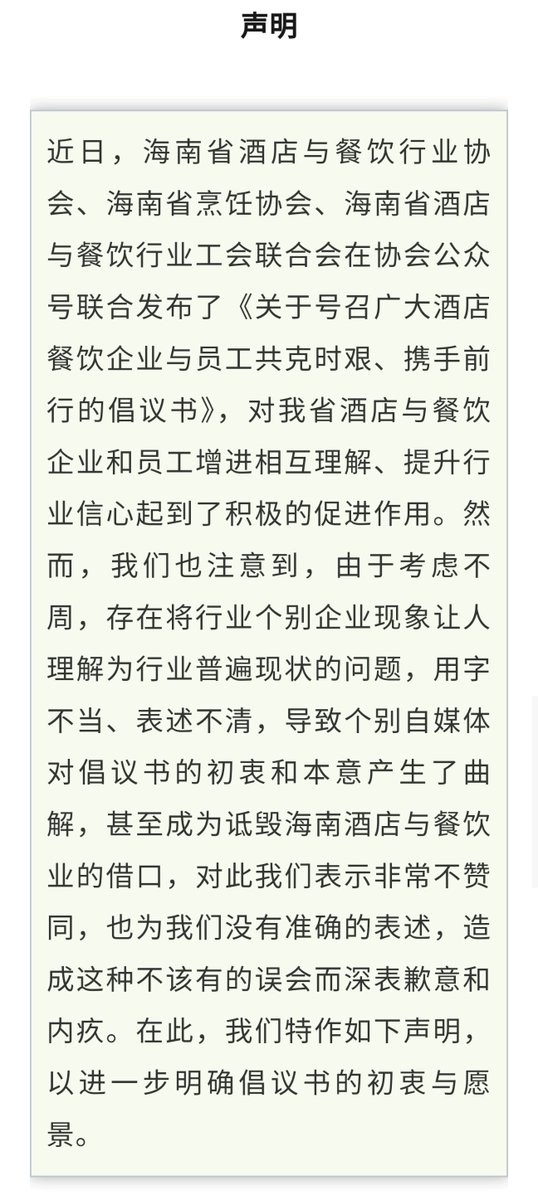 声明
近日，海南省酒店与餐饮行业协
会、海南省烹饪协会、海南省酒店
与餐饮行业工会联合会在协会公众
号联合发布了《关于号召广大酒店
餐饮企业与员工共克时艰、携手前
行的倡议书》，对我省酒店与餐饮
企业和员工增进相互理解、提升行
业信心起到了积极的促进作用。然
而，我们也注意到，由于考虑不
周，存在将行业个别企业现象让人
理解为行业普遍现状的问题，用字
不当、表述不清，导致个别自媒体
对倡议书的初衷和本意产生了曲
解，甚至成为诋毁海南酒店与餐饮
业的借口，对此我们表示非常不赞
同，也为我们没有准确的表述，造
成这种不该有的误会而深表歉意和
内疚。在此，我们特作如下声明，
以进一步明确倡议书的初衷与愿
景。